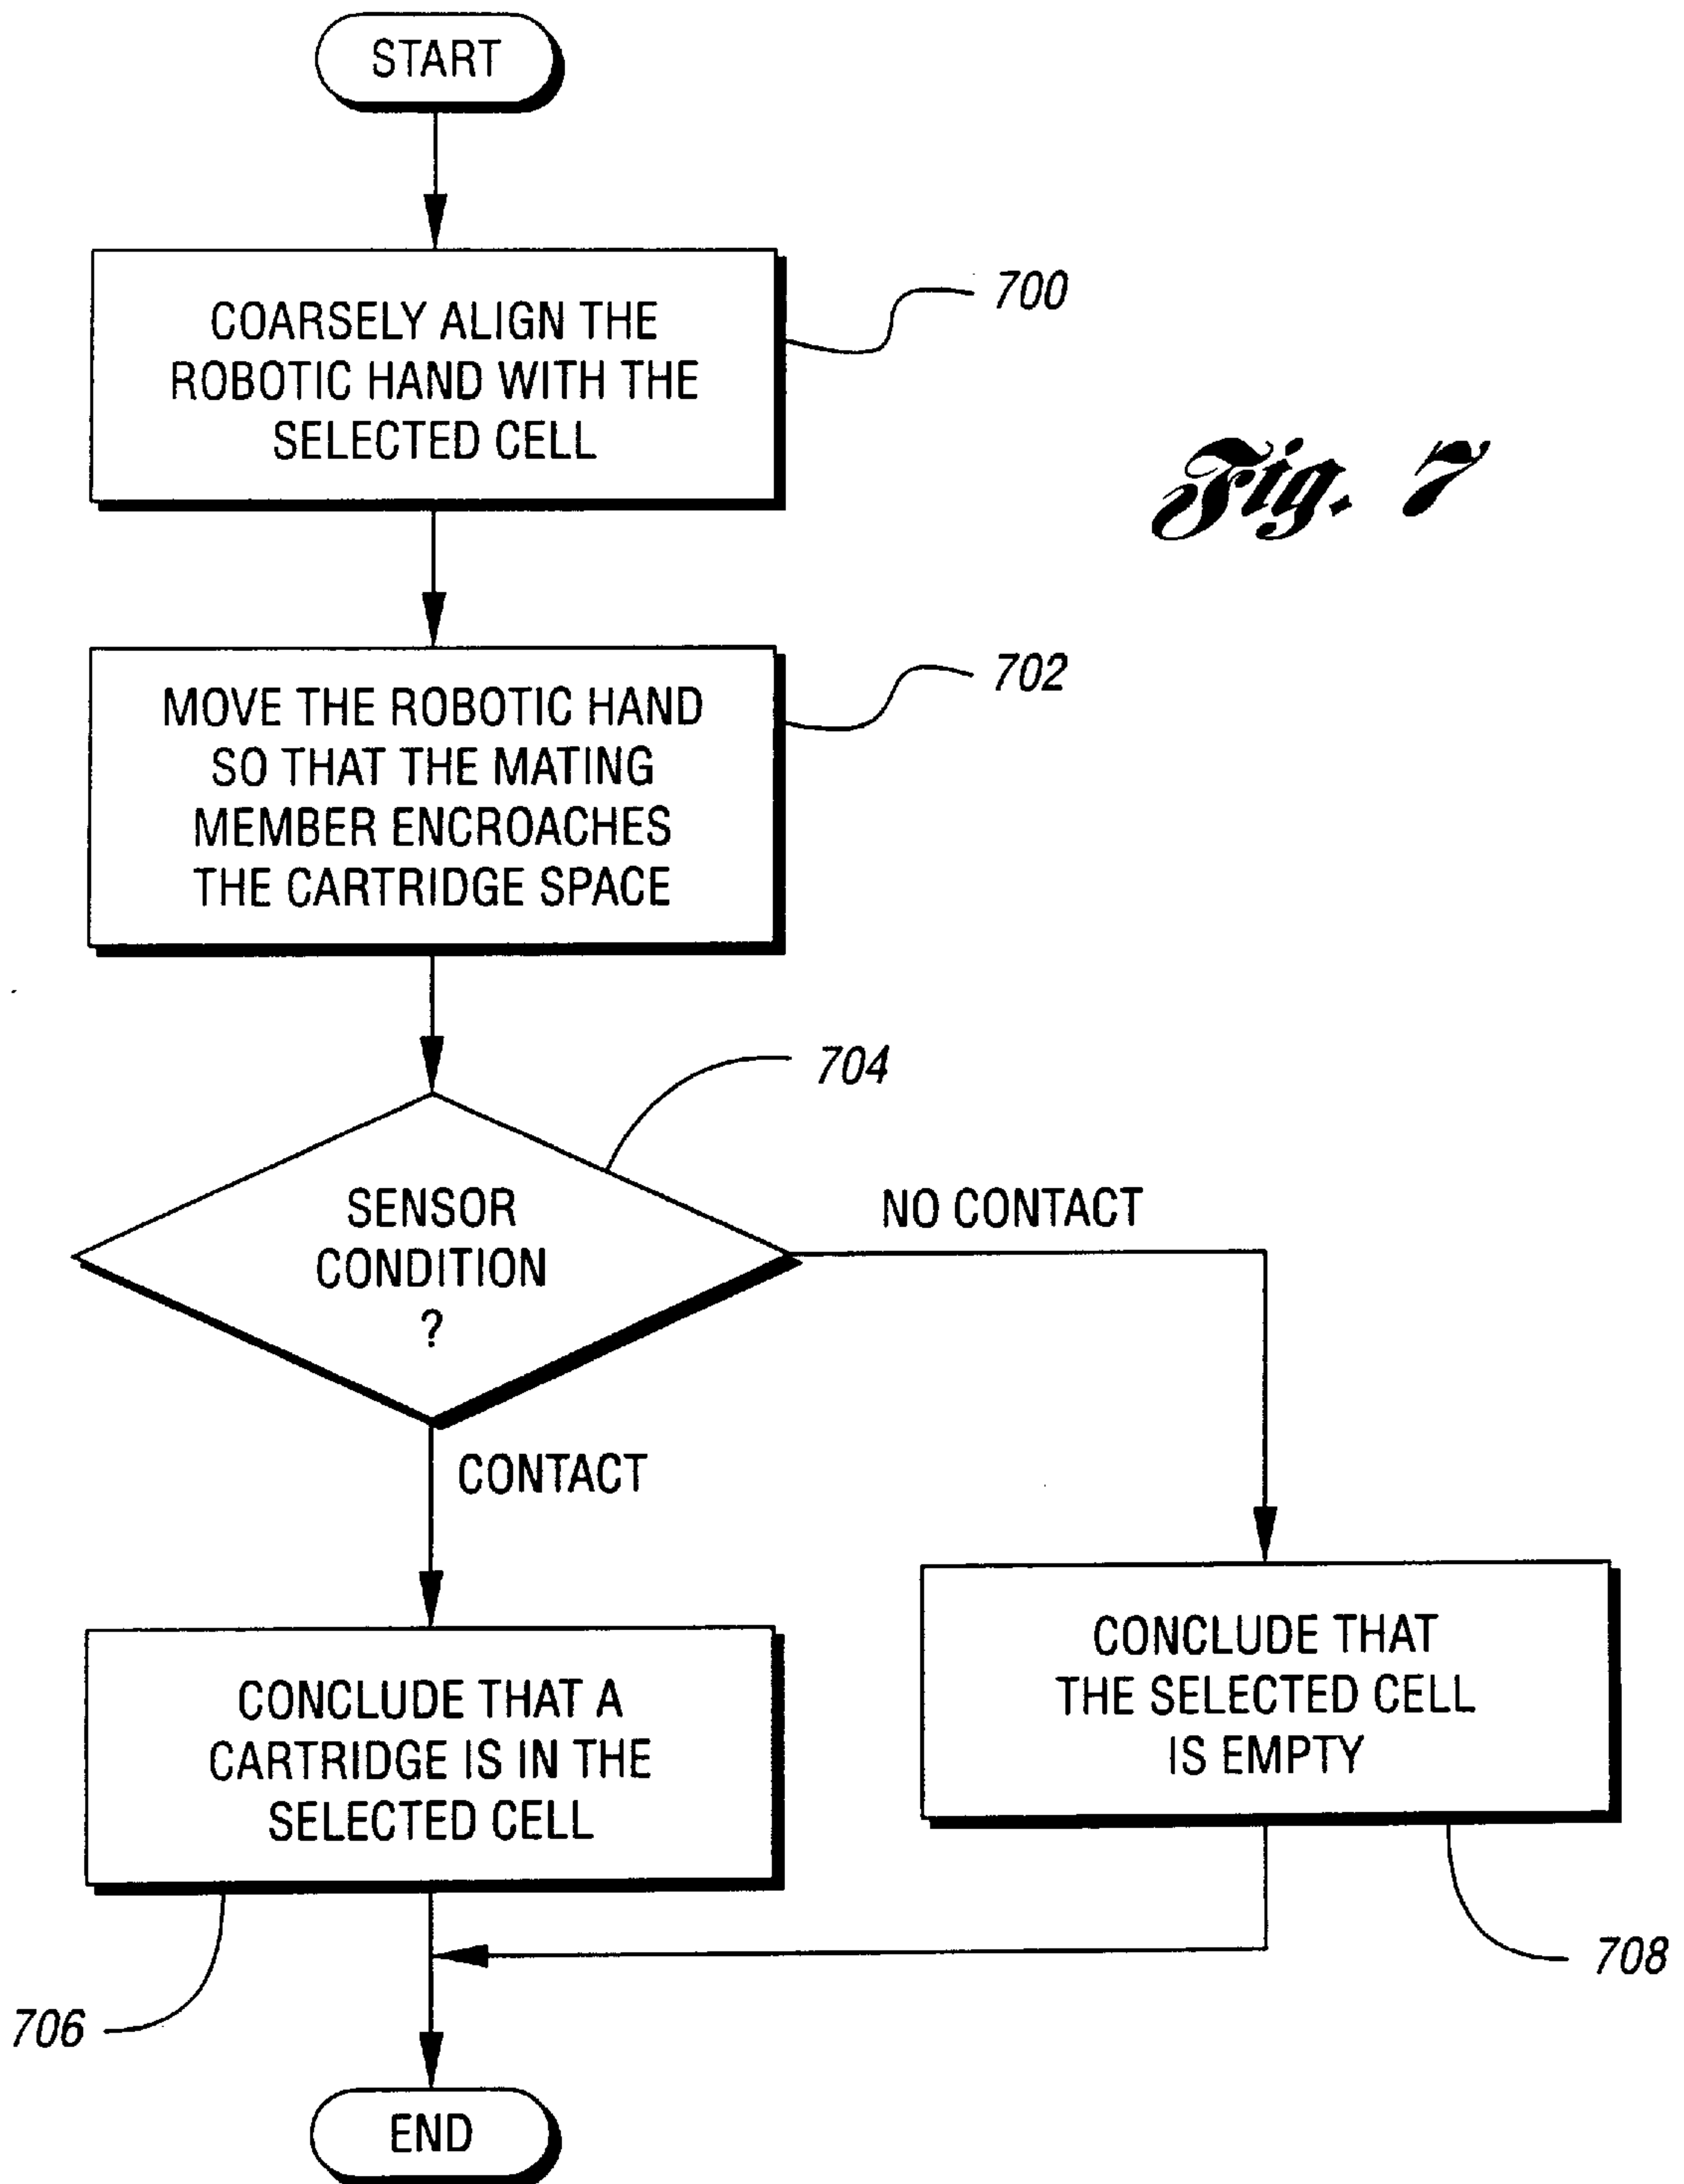 START
COARSELY ALIGN THE
ROBOTIC HAND WITH THE
SELECTED CELL
700
Fig. 7
MOVE THE ROBOTIC HAND
SO THAT THE MATING
MEMBER ENCROACHES
THE CARTRIDGE SPACE
702
704
SENSOR
CONDITION
?
NO CONTACT
CONTACT
CONCLUDE THAT A
CARTRIDGE IS IN THE
SELECTED CELL
CONCLUDE THAT
THE SELECTED CELL
IS EMPTY
706
708
END